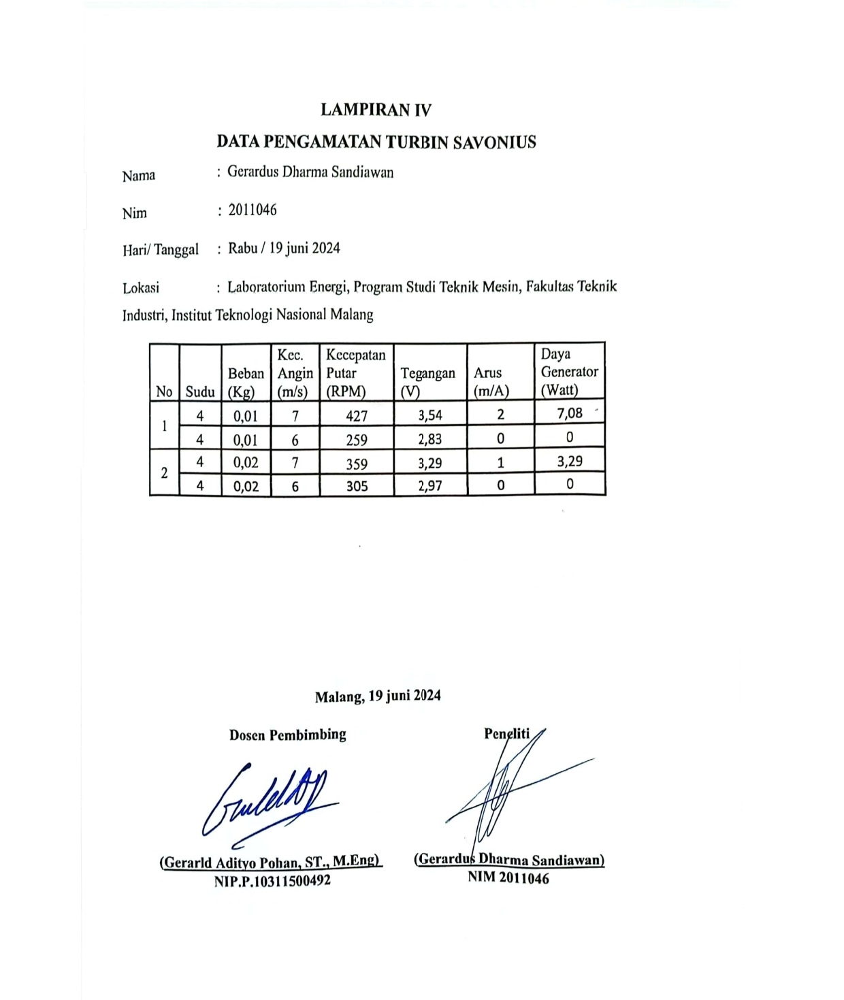 LAMPIRAN IV
DATA PENGAMATAN TURBIN SAVONIUS
Nama : Gerardus Dharma Sandiawan
Nim : 2011046
Hari/ Tanggal : Rabu / 19 juni 2024
Lokasi : Laboratorium Energi, Program Studi Teknik Mesin, Fakultas Teknik
Industri, Institut Teknologi Nasional Malang
No Sudu Beban (Kg) Kec. Angin (m/s) Kecepatan Putar (RPM) Tegangan (V) Arus (m/A) Daya Generator (Watt)
1 4 0,01 7 427 3,54 2 7,08
4 0,01 6 259 2,83 0 0
2 4 0,02 7 359 3,29 1 3,29
4 0,02 6 305 2,97 0 0
Malang, 19 juni 2024
Dosen Pembimbing Peneliti
(Gerarld Adityo Pohan, ST., M.Eng) (Gerardus Dharma Sandiawan)
NIP.P.10311500492 NIM 2011046